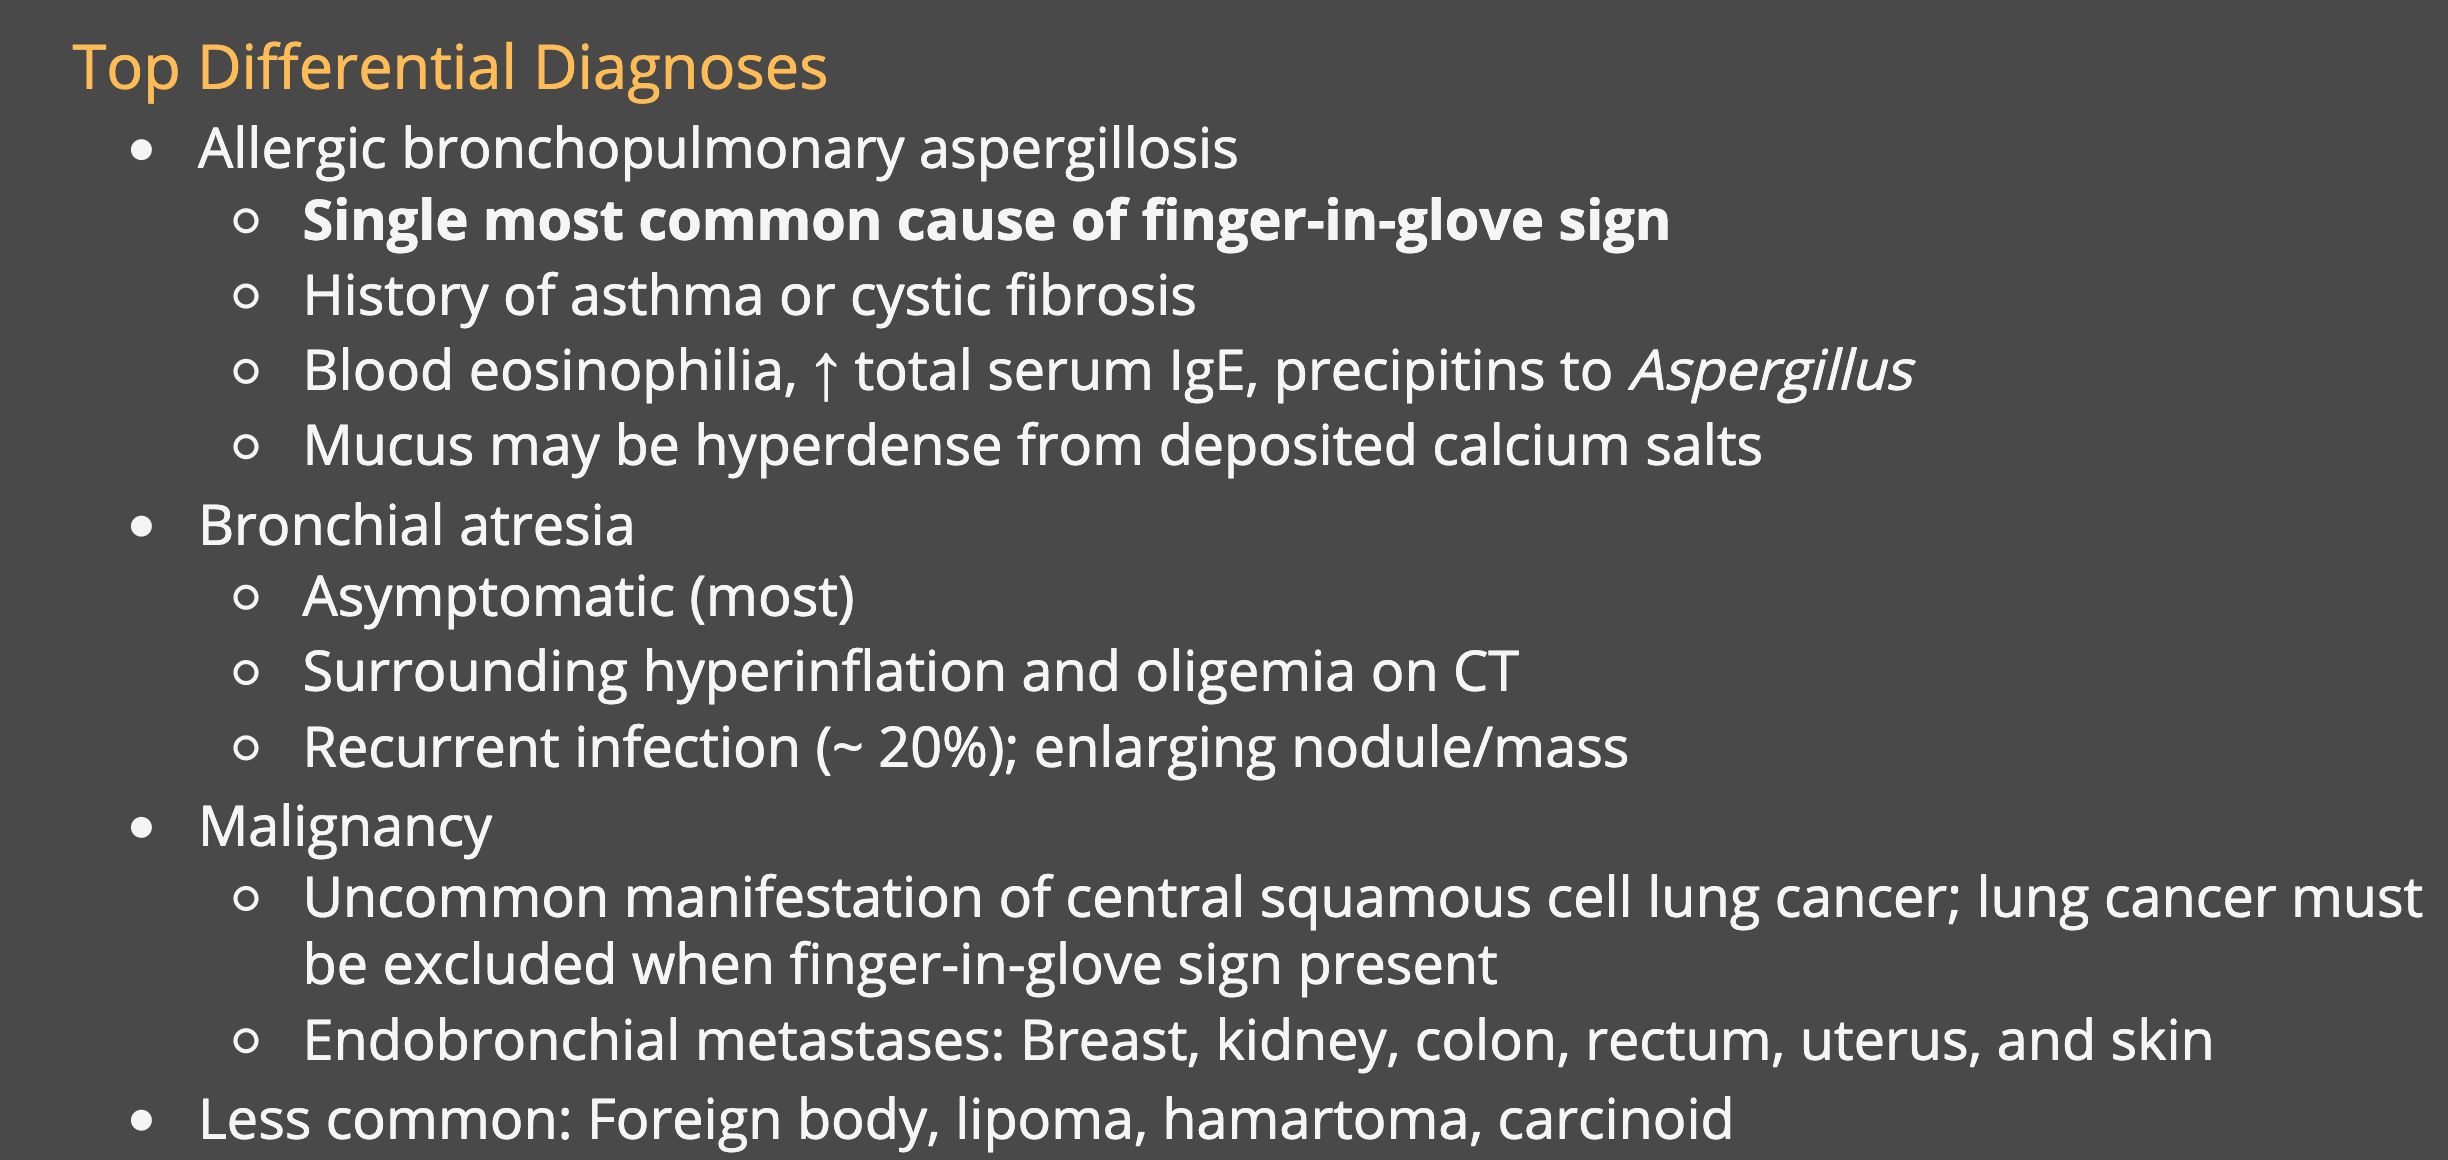 Top Differential Diagnoses
• Allergic bronchopulmonary aspergillosis
○ Single most common cause of finger-in-glove sign
○ History of asthma or cystic fibrosis
○ Blood eosinophilia, ↑ total serum IgE, precipitins to Aspergillus
○ Mucus may be hyperdense from deposited calcium salts
• Bronchial atresia
○ Asymptomatic (most)
○ Surrounding hyperinflation and oligemia on CT
○ Recurrent infection (~ 20%); enlarging nodule/mass
• Malignancy
○ Uncommon manifestation of central squamous cell lung cancer; lung cancer must
be excluded when finger-in-glove sign present
○ Endobronchial metastases: Breast, kidney, colon, rectum, uterus, and skin
• Less common: Foreign body, lipoma, hamartoma, carcinoid